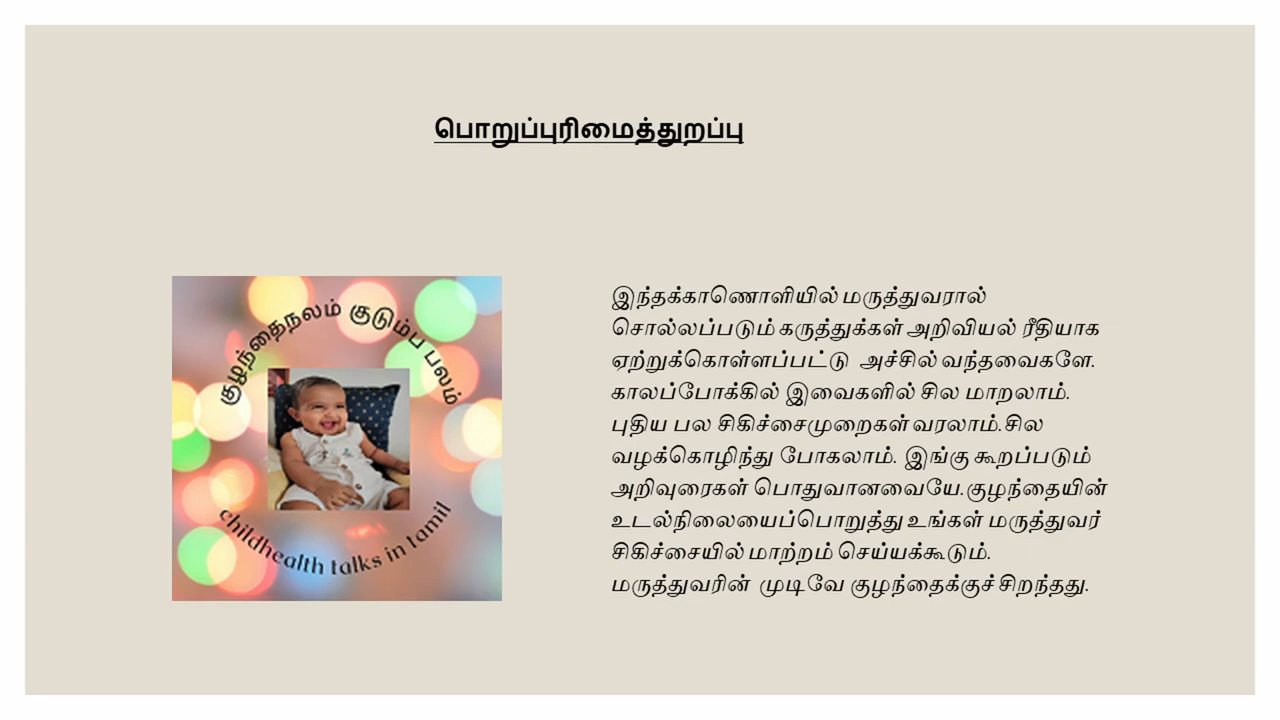 பொறுப்புரிமைத்துறப்பு
குழந்தைநலம் குடும்ப பலம்
childhealth talks in tamil
இந்தக்காணொளியில் மருத்துவரால்
சொல்லப்படும் கருத்துக்கள் அறிவியல் ரீதியாக
ஏற்றுக்கொள்ளப்பட்டு அச்சில் வந்தவைகளே.
காலப்போக்கில் இவைகளில் சில மாறலாம்.
புதிய பல சிகிச்சைமுறைகள் வரலாம். சில
வழக்கொழிந்து போகலாம். இங்கு கூறப்படும்
அறிவுரைகள் பொதுவானவையே. குழந்தையின்
உடல்நிலையைப்பொறுத்து உங்கள் மருத்துவர்
சிகிச்சையில் மாற்றம் செய்யக்கூடும்.
மருத்துவரின் முடிவே குழந்தைக்குச் சிறந்தது.